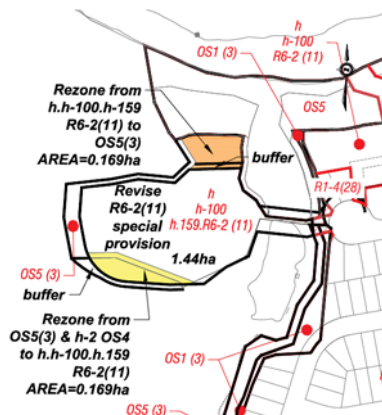 h
h-100
R6-2 (11)
OS1 (3)
OS5
Rezone from
h.h-100.h-159
R6-2(11) to
OS5(3)
AREA=0.169ha
buffer
R1-4(28)
Revise
R6-2(11)
special
provision
1.44ha
h
h-100
h.159.R6-2 (11)
OS5 (3)
buffer
Rezone from
OS5(3) & h-2 OS4
to h.h-100.h.159
R6-2(11)
AREA=0.169ha
OS1 (3)
OS5 (3)